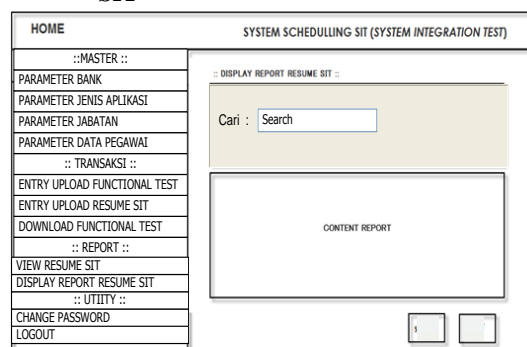 HOME
SYSTEM SCHEDULLING SIT (SYSTEM INTEGRATION TEST)
::MASTER ::
PARAMETER BANK
PARAMETER JENIS APLIKASI
PARAMETER JABATAN
PARAMETER DATA PEGAWAI
:: TRANSAKSI ::
ENTRY UPLOAD FUNCTIONAL TEST
ENTRY UPLOAD RESUME SIT
DOWNLOAD FUNCTIONAL TEST
:: REPORT ::
VIEW RESUME SIT
DISPLAY REPORT RESUME SIT
:: UTIITY ::
CHANGE PASSWORD
LOGOUT
:: DISPLAY REPORT RESUME SIT ::
Cari : Search
CONTENT REPORT